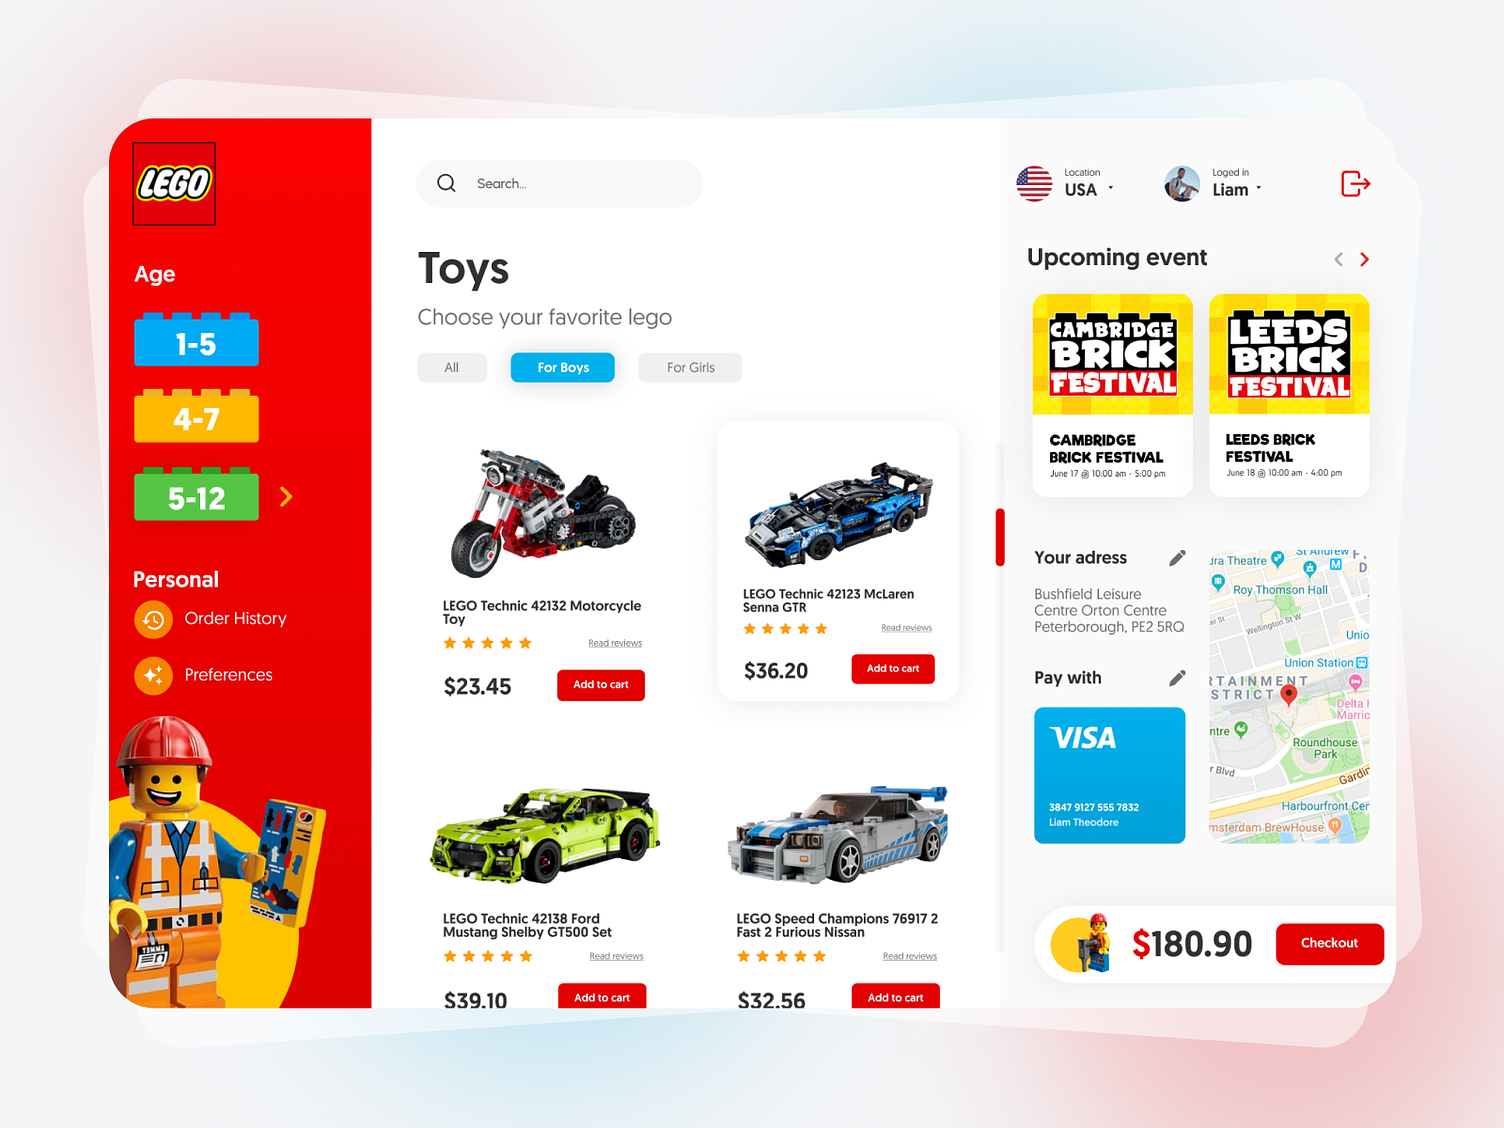 LEGO
Age
1-5
4-7
5-12
Personal
Order History
Preferences
Search...
Toys
Choose your favorite lego
All
For Boys
For Girls
LEGO Technic 42132 Motorcycle
Toy
Read reviews
$23.45
Add to cart
LEGO Technic 42123 McLaren
Senna GTR
Read reviews
$36.20
Add to cart
LEGO Technic 42138 Ford
Mustang Shelby GT500 Set
Read reviews
$39.10
Add to cart
LEGO Speed Champions 76917 2
Fast 2 Furious Nissan
Read reviews
$32.56
Add to cart
Location
USA
Loged in
Liam
Upcoming event
CAMBRIDGE
BRICK
FESTIVAL
CAMBRIDGE
BRICK FESTIVAL
June 17 @ 10:00 am - 5:00 pm
LEEDS
BRICK
FESTIVAL
LEEDS BRICK
FESTIVAL
June 18 @ 10:00 am - 4:00 pm
Your adress
Bushfield Leisure
Centre Orton Centre
Peterborough, PE2 5RQ
Pay with
VISA
3847 9127 555 7832
Liam Theodore
St Andrew
dra Theatre
M
Roy Thomson Hall
Wellington St W
Unio
Union Station
RTAINMENT
STRICT
Delta H
Marrio
ntre
Roundhouse
Park
r Blvd
Gardin
Harbourfront Cen
msterdam BrewHouse
$180.90
Checkout